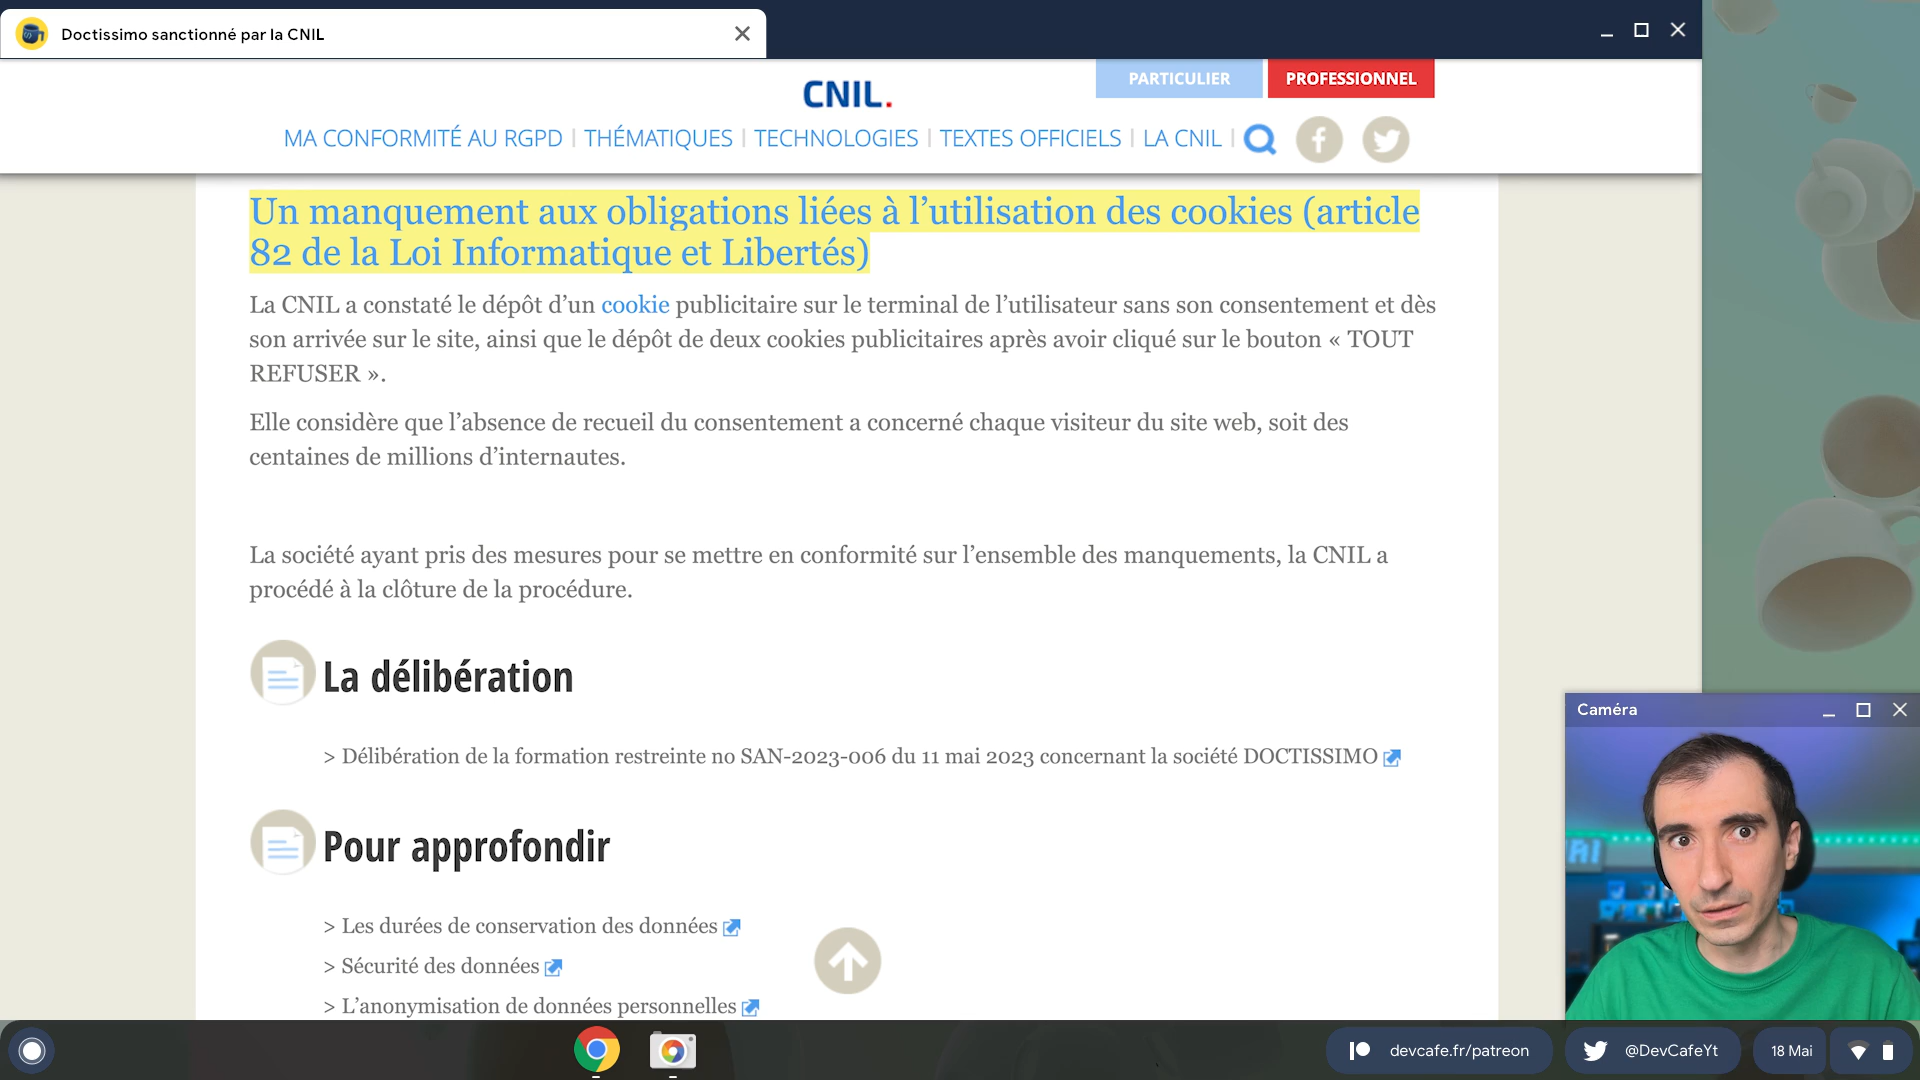 Doctissimo sanctionné par la CNIL
PARTICULIER
PROFESSIONNEL
CNIL.
MA CONFORMITÉ AU RGPD | THÉMATIQUES | TECHNOLOGIES | TEXTES OFFICIELS | LA CNIL |
Un manquement aux obligations liées à l’utilisation des cookies (article
82 de la Loi Informatique et Libertés)
La CNIL a constaté le dépôt d’un cookie publicitaire sur le terminal de l’utilisateur sans son consentement et dès
son arrivée sur le site, ainsi que le dépôt de deux cookies publicitaires après avoir cliqué sur le bouton « TOUT
REFUSER ».
Elle considère que l’absence de recueil du consentement a concerné chaque visiteur du site web, soit des
centaines de millions d’internautes.
La société ayant pris des mesures pour se mettre en conformité sur l’ensemble des manquements, la CNIL a
procédé à la clôture de la procédure.
La délibération
> Délibération de la formation restreinte no SAN-2023-006 du 11 mai 2023 concernant la société DOCTISSIMO
Pour approfondir
> Les durées de conservation des données
> Sécurité des données
> L’anonymisation de données personnelles
Caméra
devcafe.fr/patreon
@DevCafeYt
18 Mai